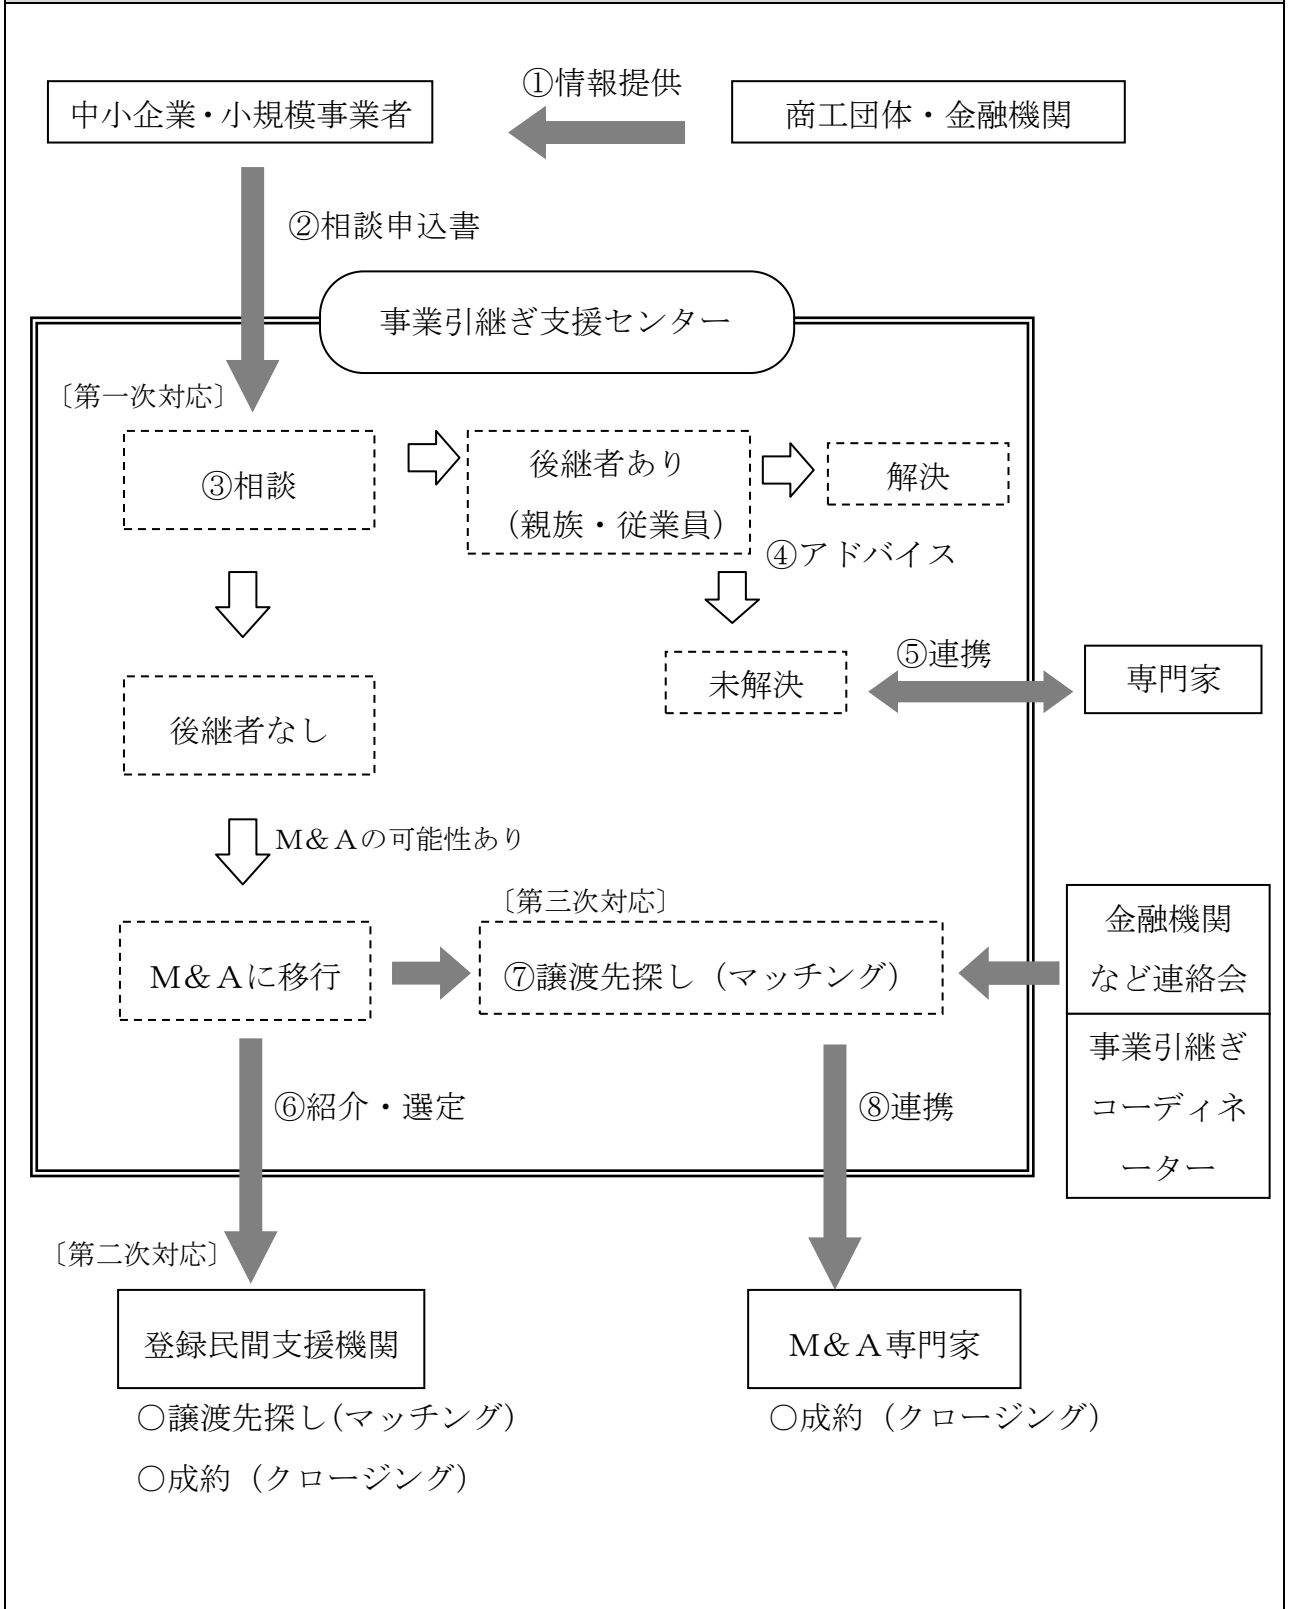 ①情報提供
中小企業・小規模事業者
商工団体・金融機関
②相談申込書
事業引継ぎ支援センター
〔第一次対応〕
③相談
後継者あり
（親族・従業員）
解決
④アドバイス
⑤連携
未解決
専門家
後継者なし
M＆Aの可能性あり
〔第三次対応〕
M＆Aに移行
⑦譲渡先探し（マッチング）
金融機関
など連絡会
事業引継ぎ
コーディネ
ーター
⑥紹介・選定
⑧連携
〔第二次対応〕
登録民間支援機関
M＆A専門家
○譲渡先探し（マッチング）
○成約（クロージング）
○成約（クロージング）